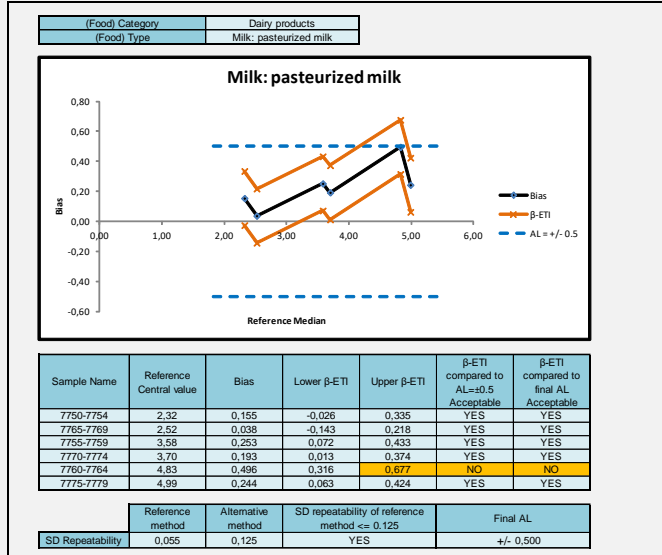 (Food) Category Dairy products
(Food) Type Milk: pasteurized milk
Milk: pasteurized milk
0,80
0,60
0,40
0,20
0,00
-0,20
-0,40
-0,60
0,00 1,00 2,00 3,00 4,00 5,00 6,00
Bias
Reference Median
Bias
β-ETI
AL = +/- 0.5
Sample Name Reference Central value Bias Lower β-ETI Upper β-ETI β-ETI compared to AL=±0.5 Acceptable β-ETI compared to final AL Acceptable
7750-7754 2,32 0,155 -0,026 0,335 YES YES
7765-7769 2,52 0,038 -0,143 0,218 YES YES
7755-7759 3,58 0,253 0,072 0,433 YES YES
7770-7774 3,70 0,193 0,013 0,374 YES YES
7760-7764 4,83 0,496 0,316 0,677 NO NO
7775-7779 4,99 0,244 0,063 0,424 YES YES
Reference method Alternative method SD repeatability of reference method <= 0.125 Final AL
SD Repeatability 0,055 0,125 YES +/- 0,500